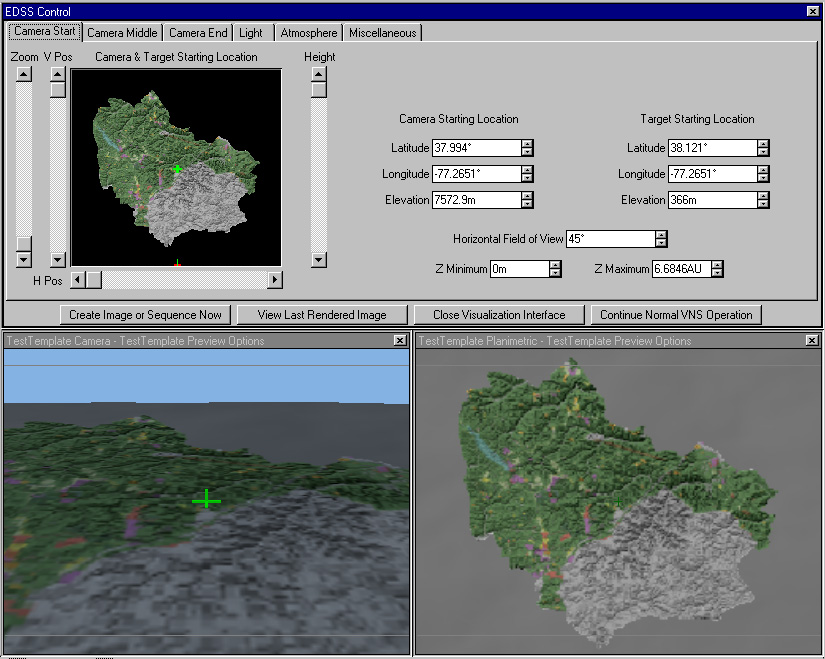 EDSS Control
Camera Start Camera Middle Camera End Light Atmosphere Miscellaneous
Zoom V Pos Camera & Target Starting Location Height
Camera Starting Location Target Starting Location
Latitude 37.994° Latitude 38.121°
Longitude -77.2651° Longitude -77.2651°
Elevation 7572.9m Elevation 366m
Horizontal Field of View 45°
Z Minimum 0m Z Maximum 6.6846AU
H Pos
Create Image or Sequence Now View Last Rendered Image Close Visualization Interface Continue Normal VNS Operation
TestTemplate Camera - TestTemplate Preview Options TestTemplate Planimetric - TestTemplate Preview Options